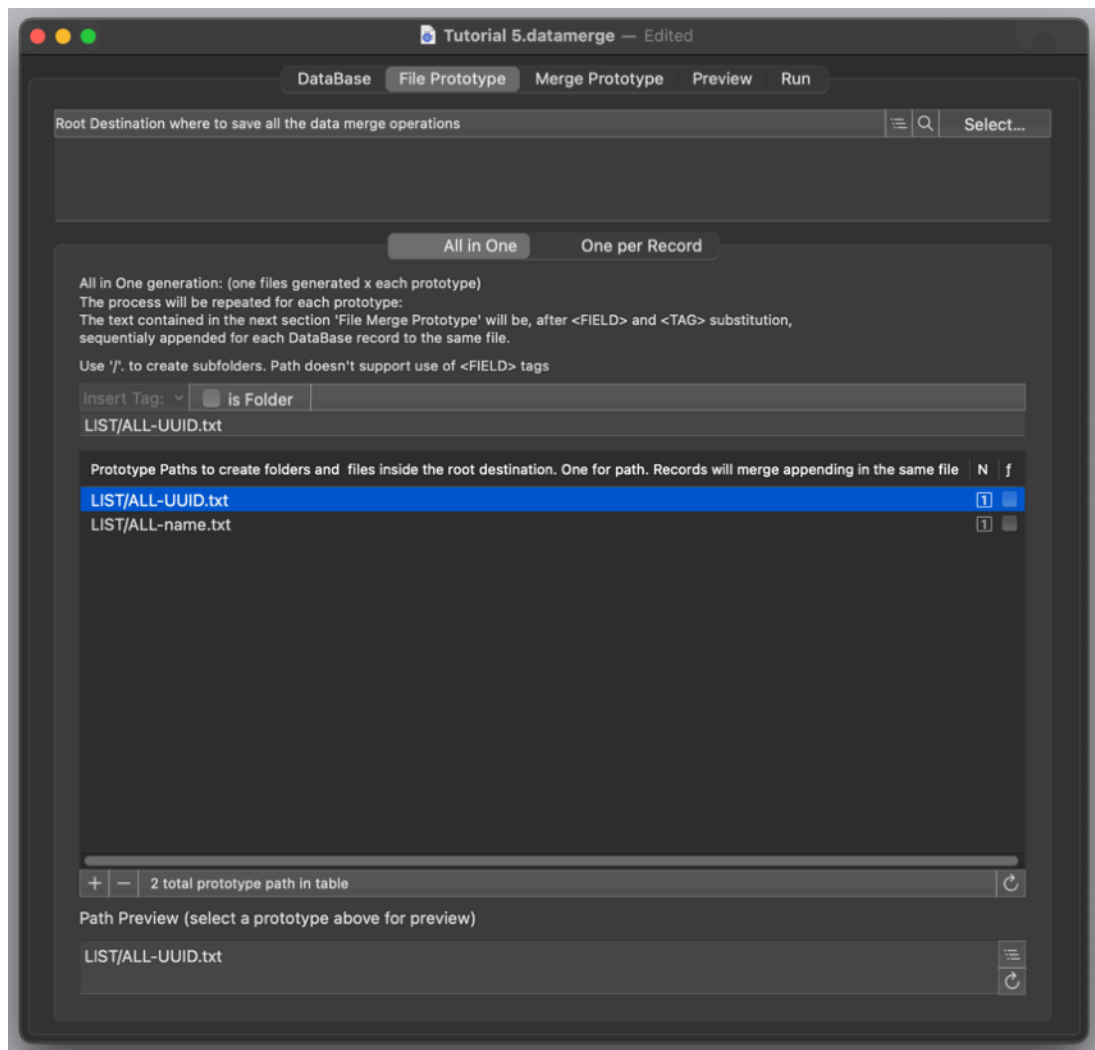 Tutorial 5.datamerge — Edited
DataBase File Prototype Merge Prototype Preview Run
Root Destination where to save all the data merge operations Select...
All in One One per Record
All in One generation: (one files generated x each prototype)
The process will be repeated for each prototype:
The text contained in the next section 'File Merge Prototype' will be, after <FIELD> and <TAG> substitution,
sequentialy appended for each DataBase record to the same file.
Use '/'. to create subfolders. Path doesn't support use of <FIELD> tags
Insert Tag: is Folder
LIST/ALL-UUID.txt
Prototype Paths to create folders and files inside the root destination. One for path. Records will merge appending in the same file N ƒ
LIST/ALL-UUID.txt 1
LIST/ALL-name.txt 1
+ − 2 total prototype path in table
Path Preview (select a prototype above for preview)
LIST/ALL-UUID.txt